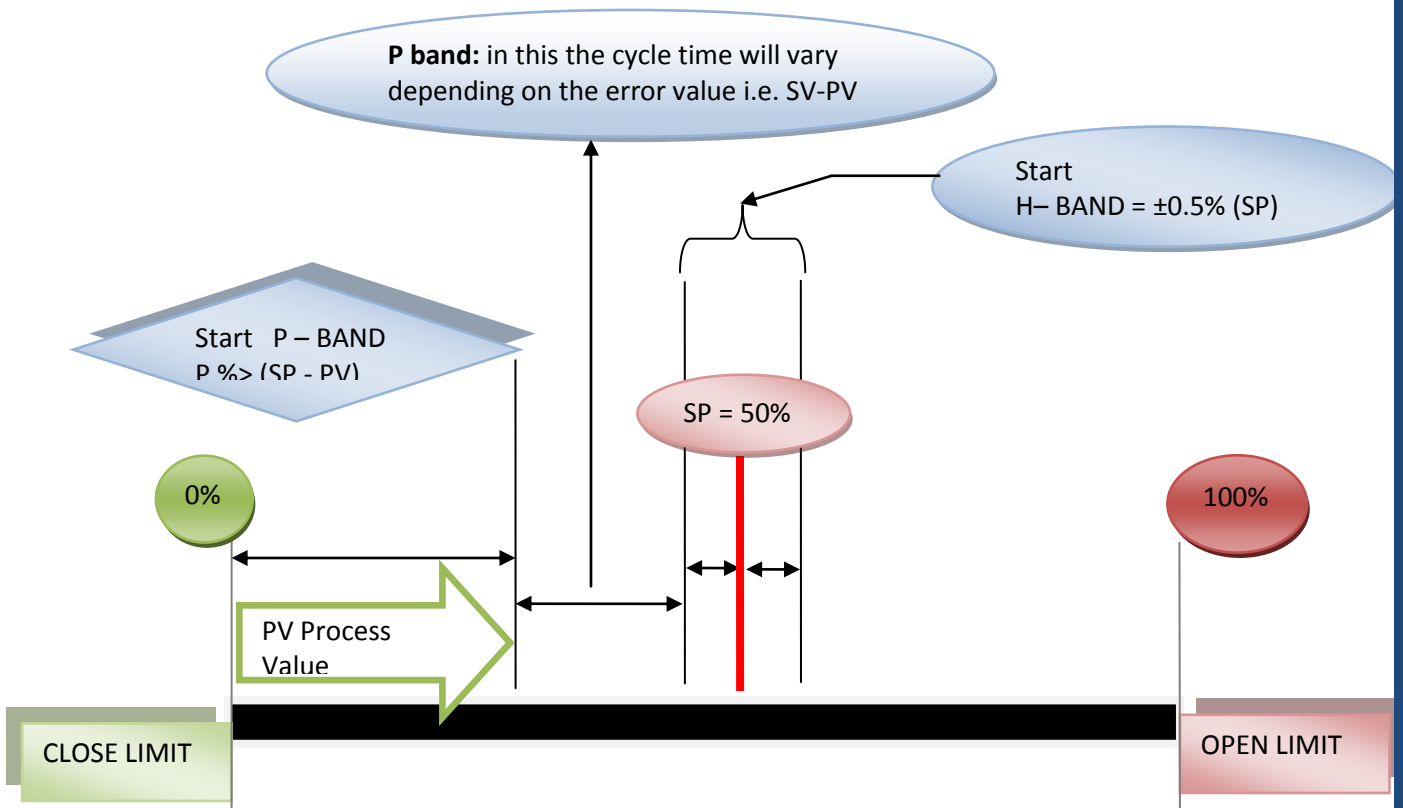 P band: in this the cycle time will vary
depending on the error value i.e. SV-PV
Start
H– BAND = ±0.5% (SP)
Start P – BAND
P %> (SP - PV)
SP = 50%
0%
100%
PV Process
Value
CLOSE LIMIT
OPEN LIMIT